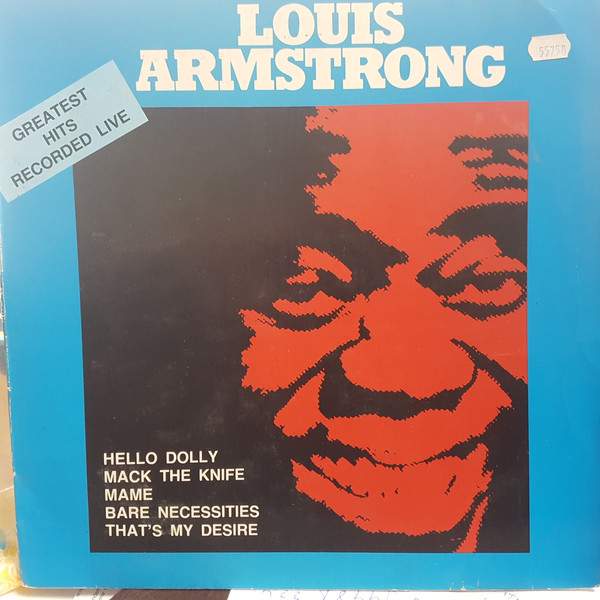 LOUIS
ARMSTRONG
GREATEST
HITS
RECORDED LIVE
HELLO DOLLY
MACK THE KNIFE
MAME
BARE NECESSITIES
THAT'S MY DESIRE